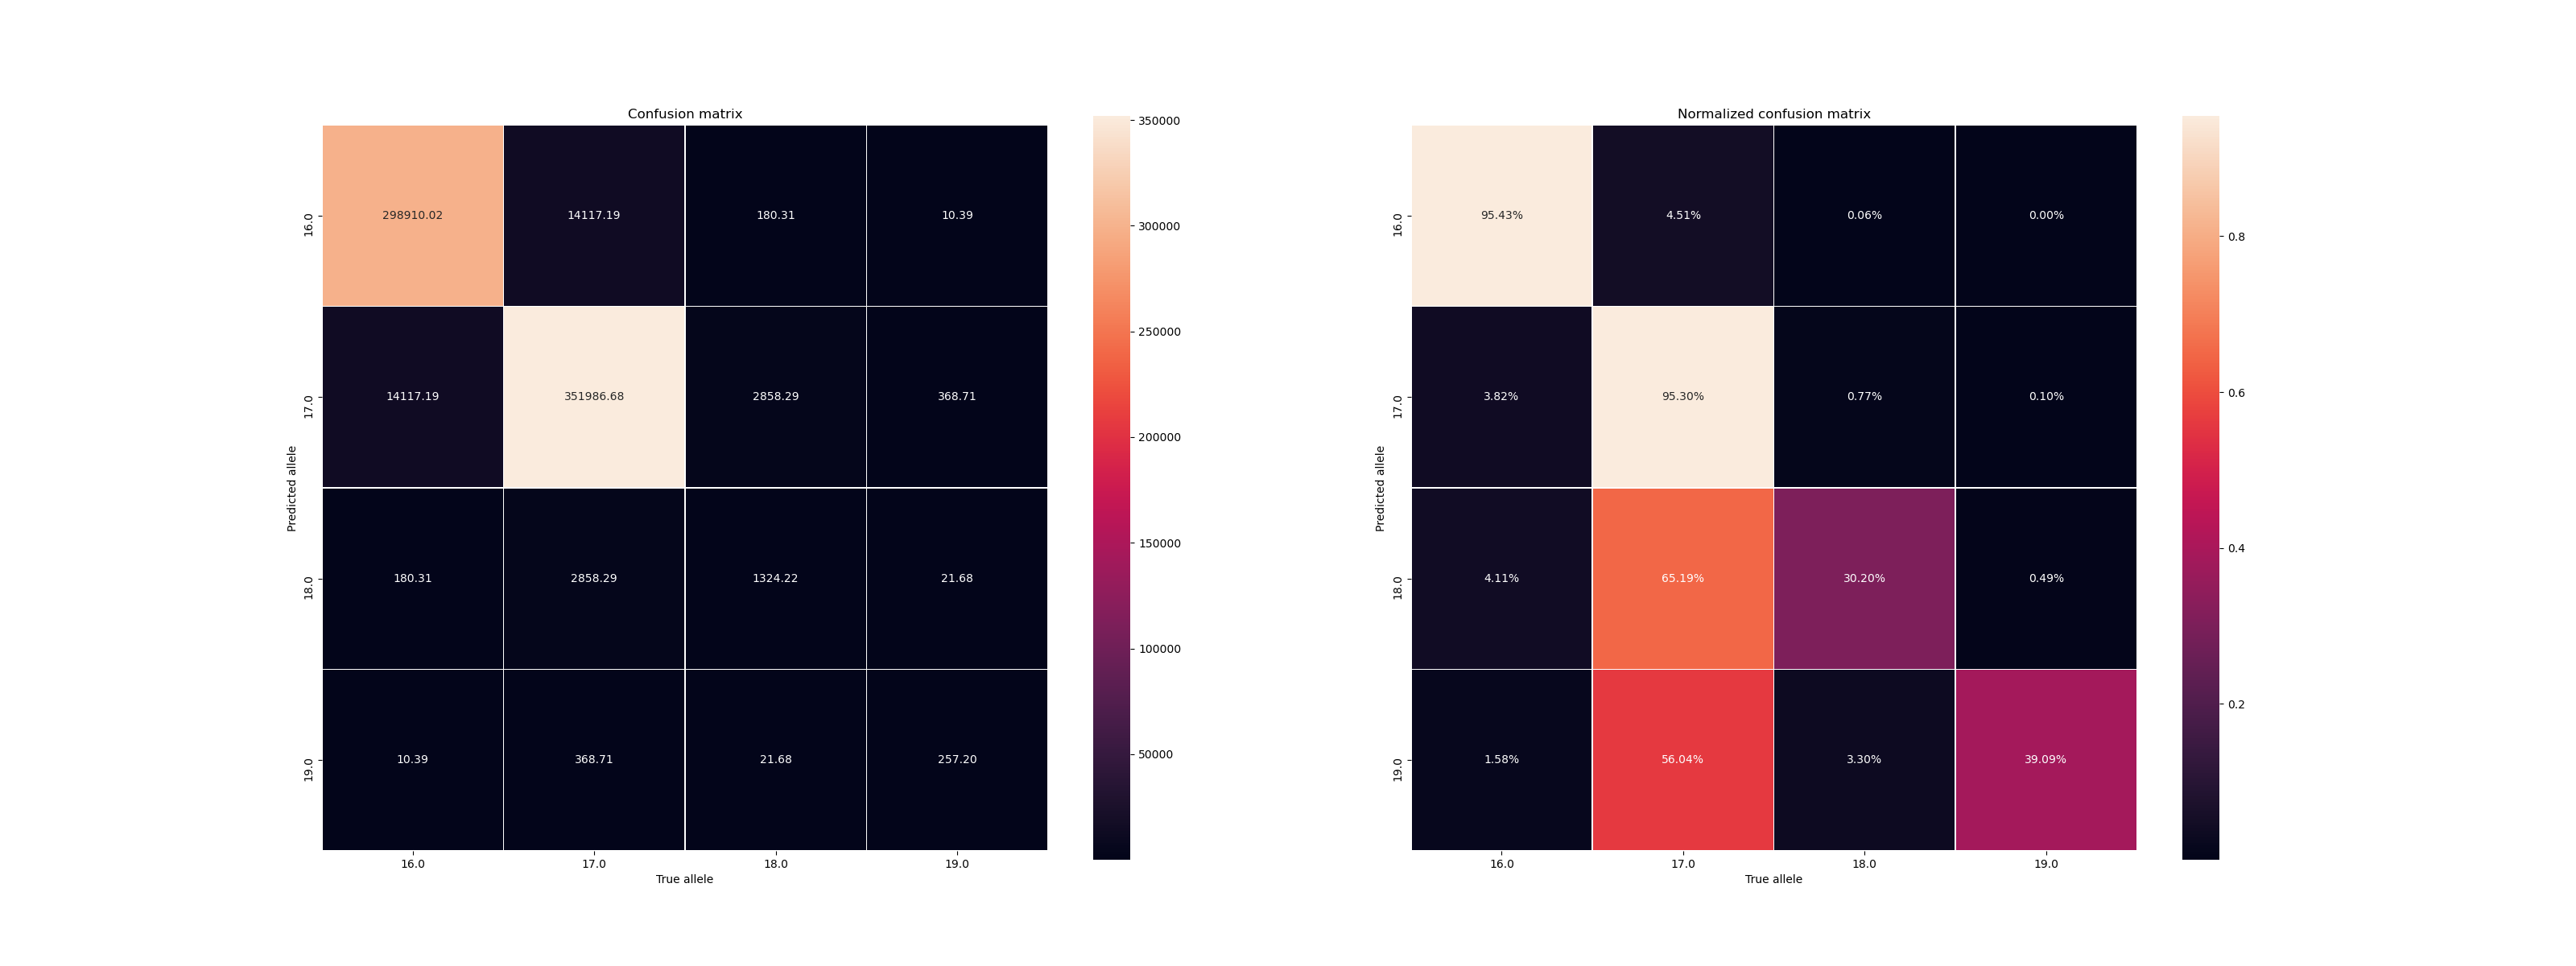 Confusion matrix
350000
300000
250000
200000
150000
100000
50000
Predicted allele
16.0
298910.02 14117.19 180.31 10.39
17.0
14117.19 351986.68 2858.29 368.71
18.0
180.31 2858.29 1324.22 21.68
19.0
10.39 368.71 21.68 257.20
16.0 17.0 18.0 19.0
True allele
Normalized confusion matrix
0.8
0.6
0.4
0.2
Predicted allele
16.0
95.43% 4.51% 0.06% 0.00%
17.0
3.82% 95.30% 0.77% 0.10%
18.0
4.11% 65.19% 30.20% 0.49%
19.0
1.58% 56.04% 3.30% 39.09%
16.0 17.0 18.0 19.0
True allele